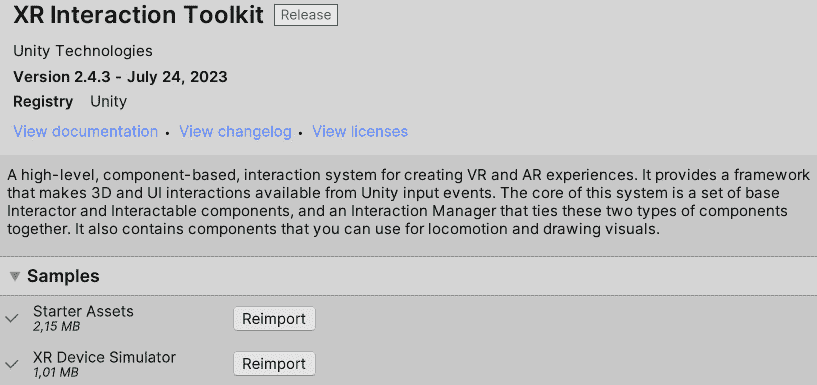 XR Interaction Toolkit Release
Unity Technologies
Version 2.4.3 - July 24, 2023
Registry Unity
View documentation • View changelog • View licenses
A high-level, component-based, interaction system for creating VR and AR experiences. It provides a framework
that makes 3D and UI interactions available from Unity input events. The core of this system is a set of base
Interactor and Interactable components, and an Interaction Manager that ties these two types of components
together. It also contains components that you can use for locomotion and drawing visuals.
Samples
Starter Assets Reimport
2,15 MB
XR Device Simulator Reimport
1,01 MB